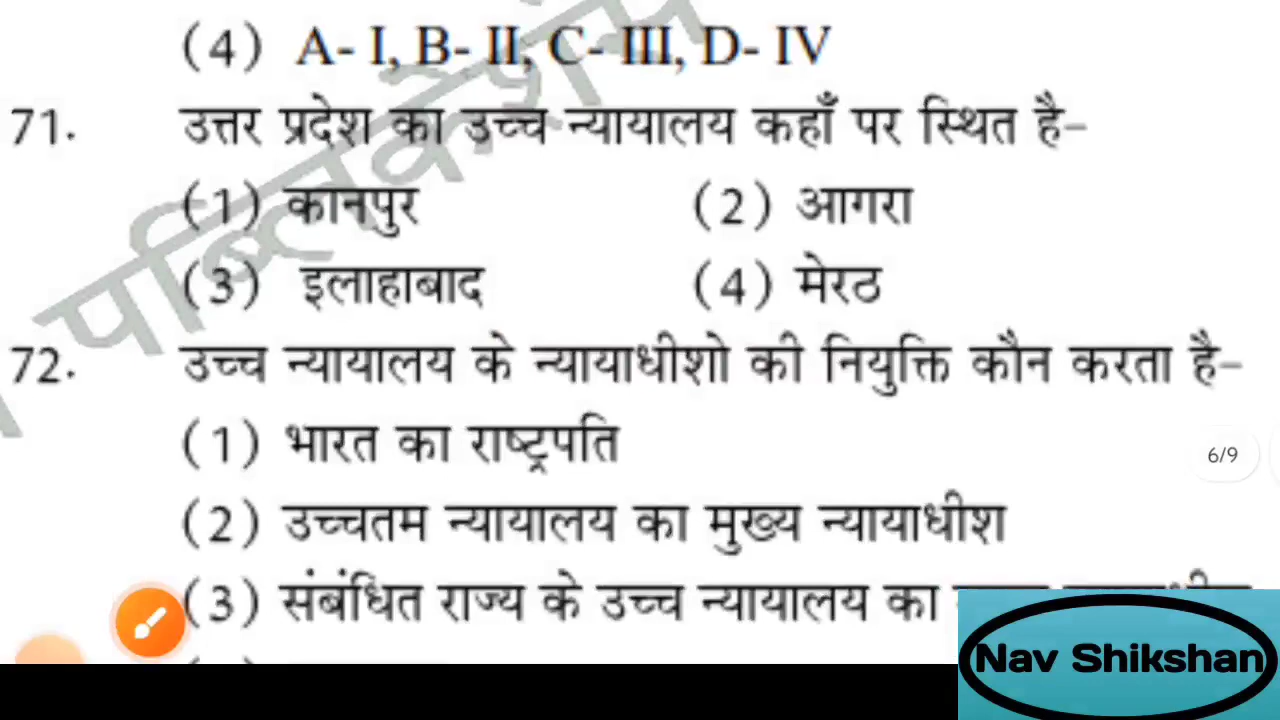 (4) A- I, B- II, C- III, D- IV
71. उत्तर प्रदेश का उच्च न्यायालय कहाँ पर स्थित है-
(1) कानपुर (2) आगरा
(3) इलाहाबाद (4) मेरठ
72. उच्च न्यायालय के न्यायाधीशो की नियुक्ति कौन करता है-
(1) भारत का राष्ट्रपति
6/9
(2) उच्चतम न्यायालय का मुख्य न्यायाधीश
(3) संबंधित राज्य के उच्च न्यायालय का
Nav Shikshan